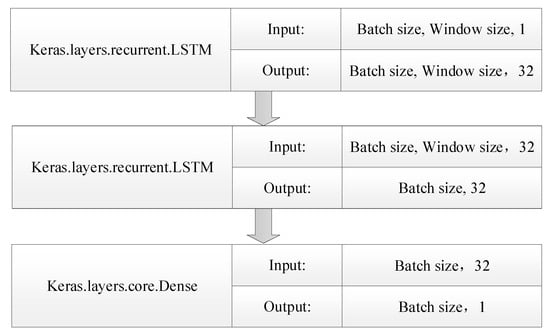 Keras.layers.recurrent.LSTM
Input:
Batch size, Window size, 1
Output:
Batch size, Window size，32
Keras.layers.recurrent.LSTM
Input:
Batch size, Window size，32
Output:
Batch size, 32
Keras.layers.core.Dense
Input:
Batch size，32
Output:
Batch size，1